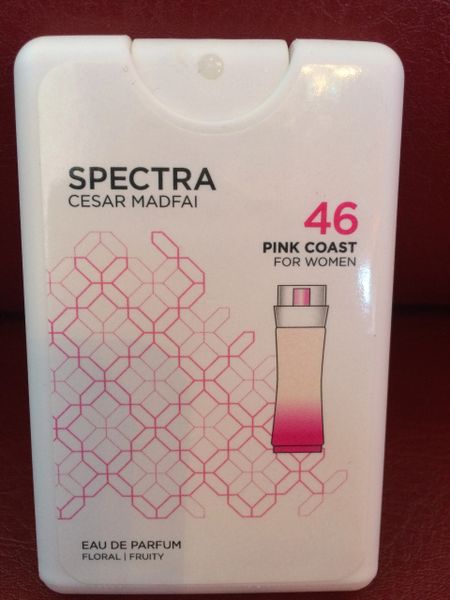 SPECTRA
CESAR MADFAI
46
PINK COAST
FOR WOMEN
EAU DE PARFUM
FLORAL | FRUITY